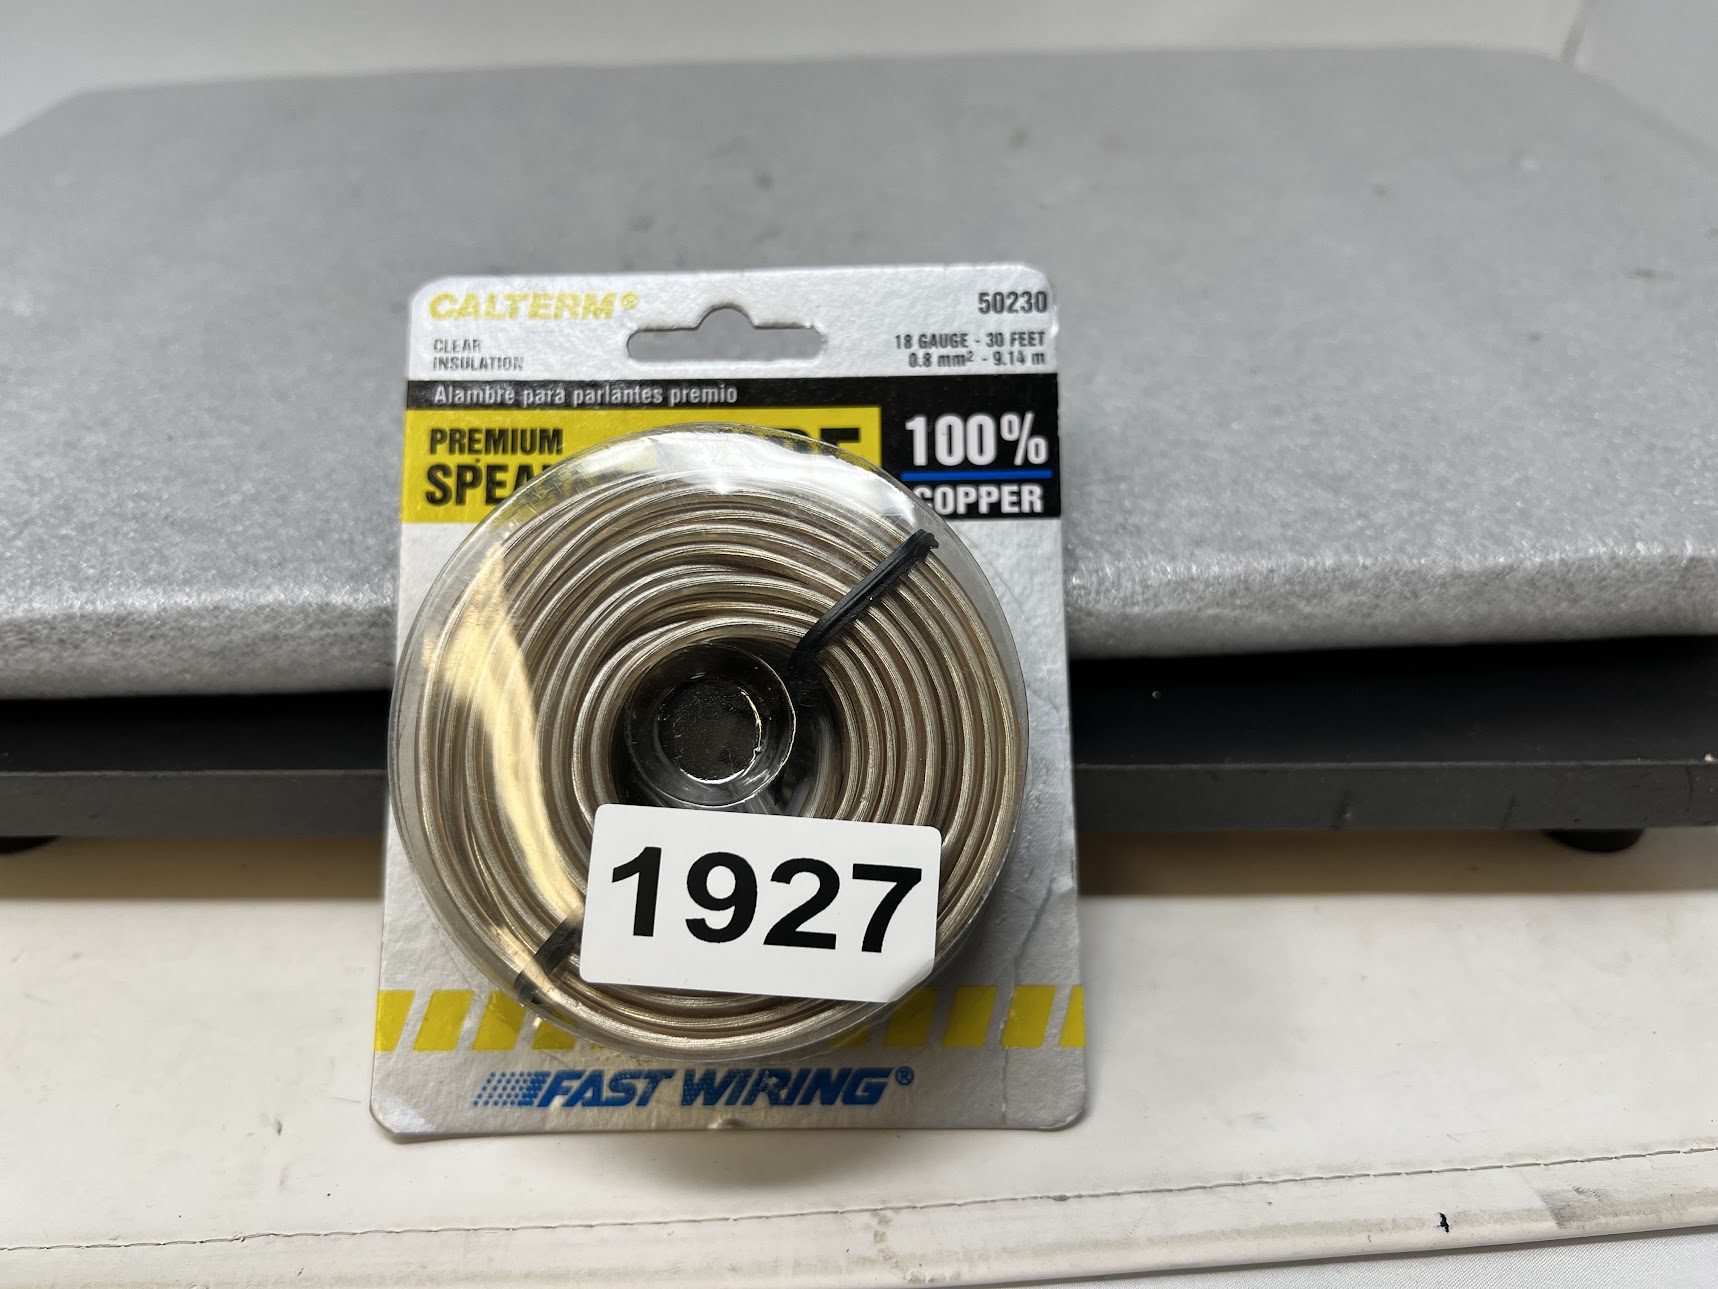 CALTERM®
50230
CLEAR
INSULATION
18 GAUGE - 30 FEET
0.8 mm² - 9.14 m
Alambre para parlantes premio
PREMIUM
100%
COPPER
1927
FAST WIRING®